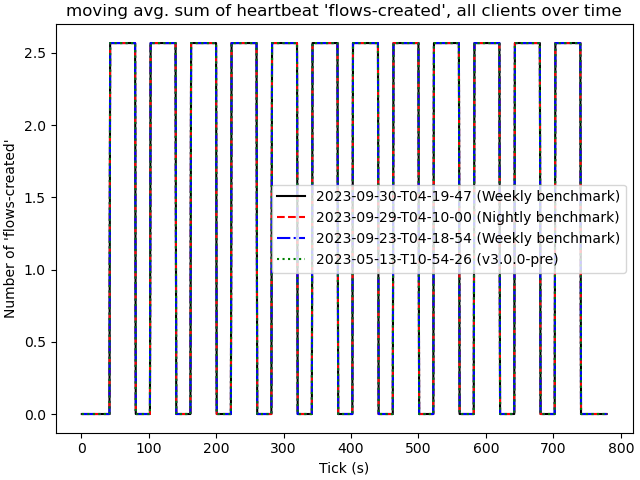 moving avg. sum of heartbeat 'flows-created', all clients over time
Number of 'flows-created'
2.5
2.0
1.5
1.0
0.5
0.0
2023-09-30-T04-19-47 (Weekly benchmark)
2023-09-29-T04-10-00 (Nightly benchmark)
2023-09-23-T04-18-54 (Weekly benchmark)
2023-05-13-T10-54-26 (v3.0.0-pre)
0 100 200 300 400 500 600 700 800
Tick (s)